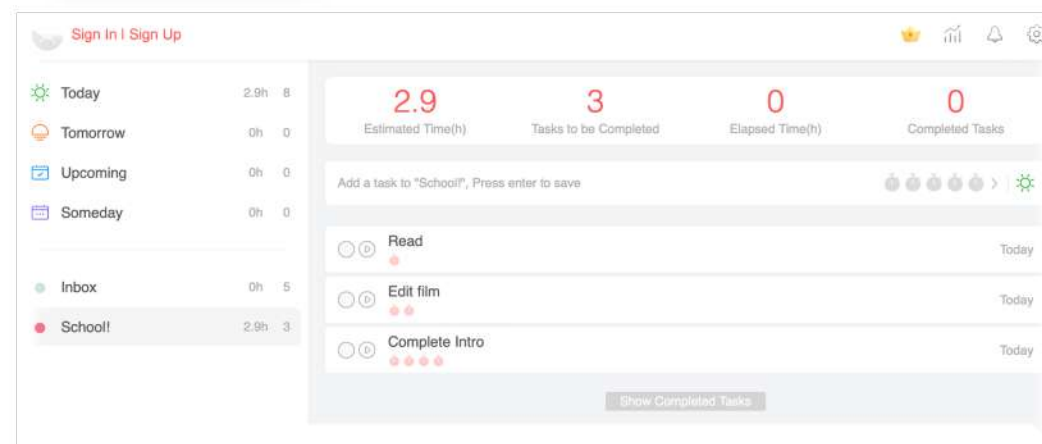 Sign In | Sign Up
Today 2.9h 8
Tomorrow 0h 0
Upcoming 0h 0
Someday 0h 0
Inbox 0h 5
School! 2.9h 3
2.9 3 0 0
Estimated Time(h) Tasks to be Completed Elapsed Time(h) Completed Tasks
Add a task to "School!", Press enter to save
Read
Today
Edit film
Today
Complete Intro
Today
Show Completed Tasks